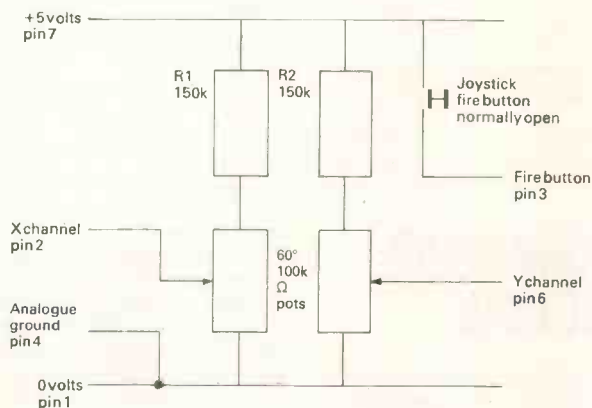 +5volts
pin7
R1
150k
R2
150k
Joystick
fire button
normally open
Fire button
pin3
X channel
pin2
60°
100k
Ω
pots
Y channel
pin6
Analogue
ground
pin4
0volts
pin1